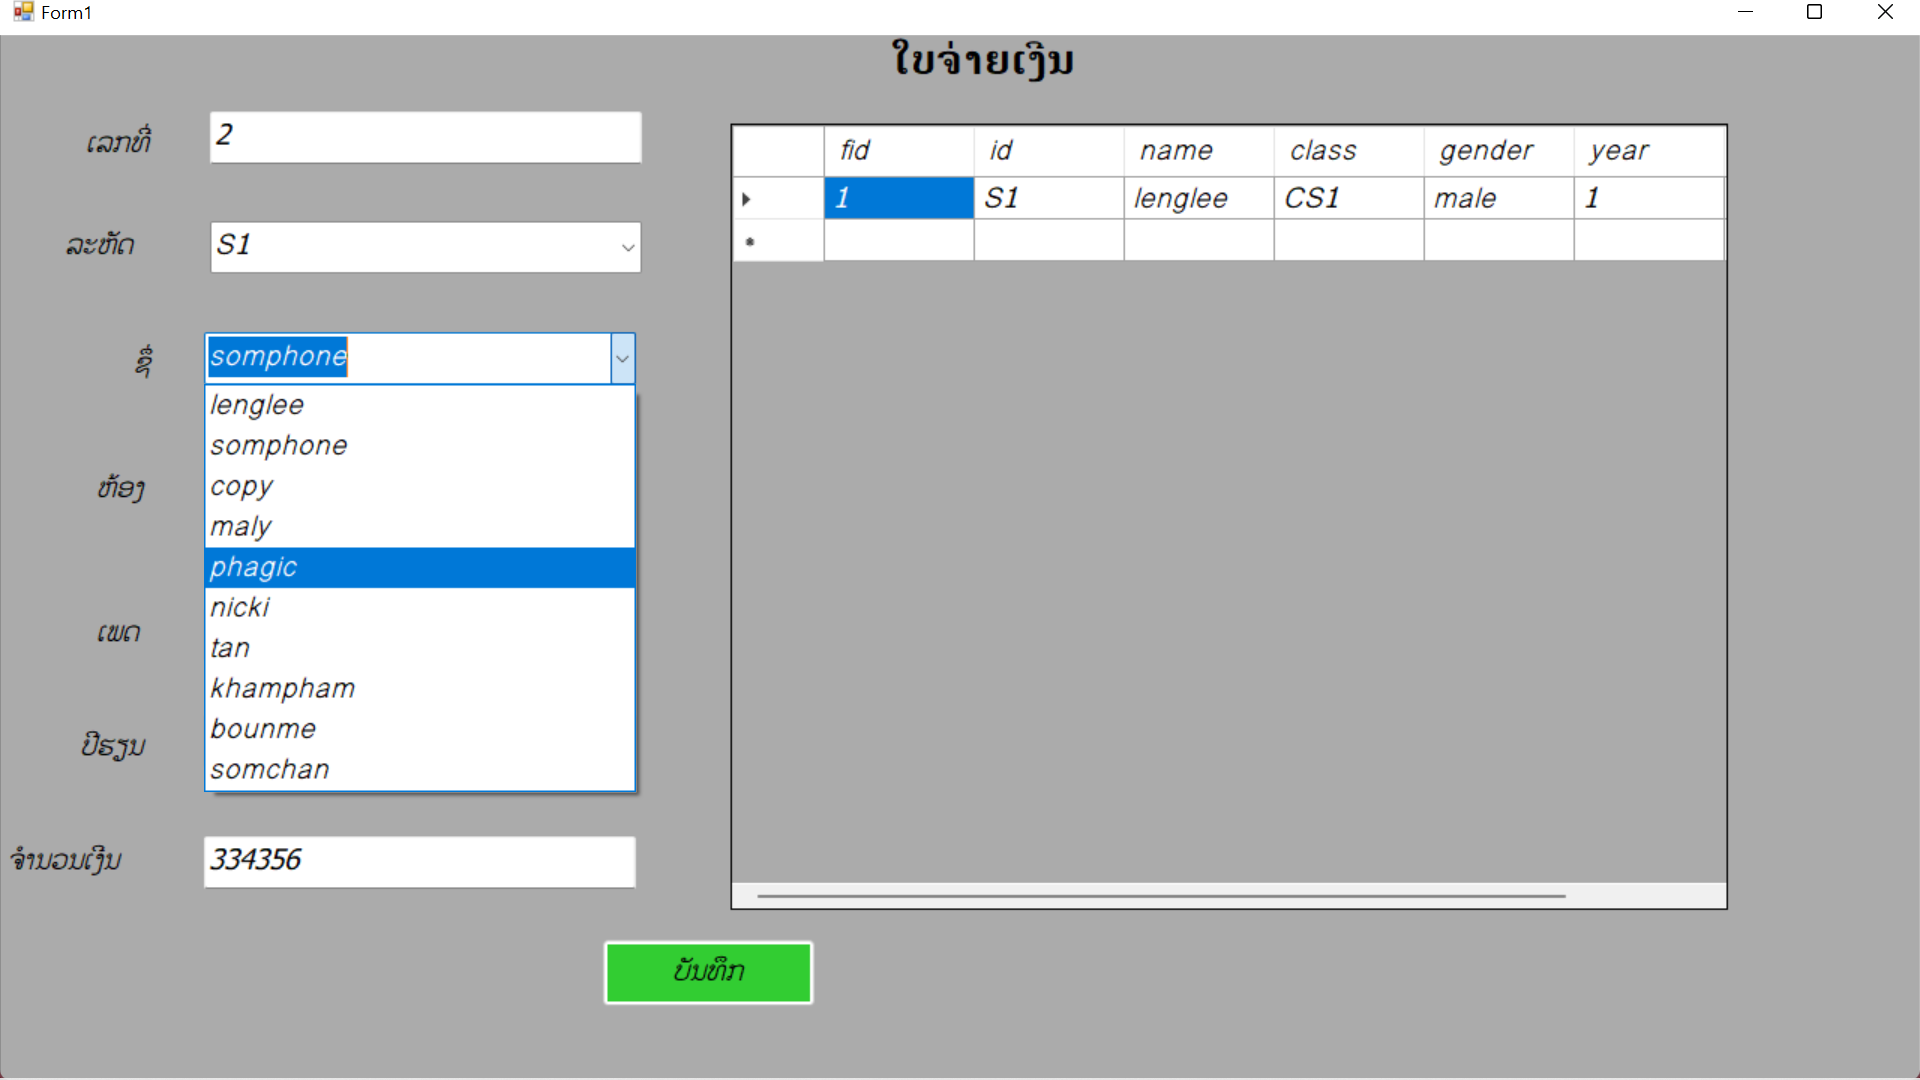 Form1
ໃບຈ່າຍເງິນ
ເລກທີ່ 2
ລະຫັດ S1
ຊື່ somphone
lenglee
somphone
copy
maly
phagic
nicki
tan
khampham
bounme
somchan
ຫ້ອງ
ເພດ
ປີຮຽນ
ຈຳນວນເງິນ 334356
fid id name class gender year
1 S1 lenglee CS1 male 1
ບັນທຶກ